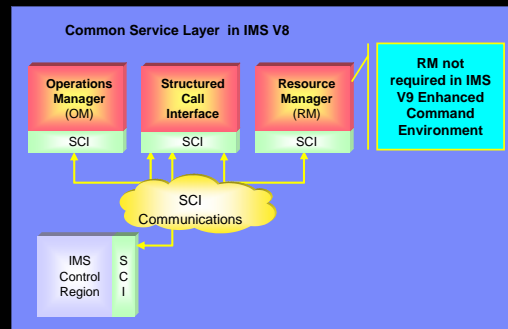 Common Service Layer in IMS V8
Operations
Manager
(OM)
SCI
Structured
Call
Interface
SCI
Resource
Manager
(RM)
SCI
RM not
required in IMS
V9 Enhanced
Command
Environment
SCI
Communications
IMS
Control
Region
S
C
I